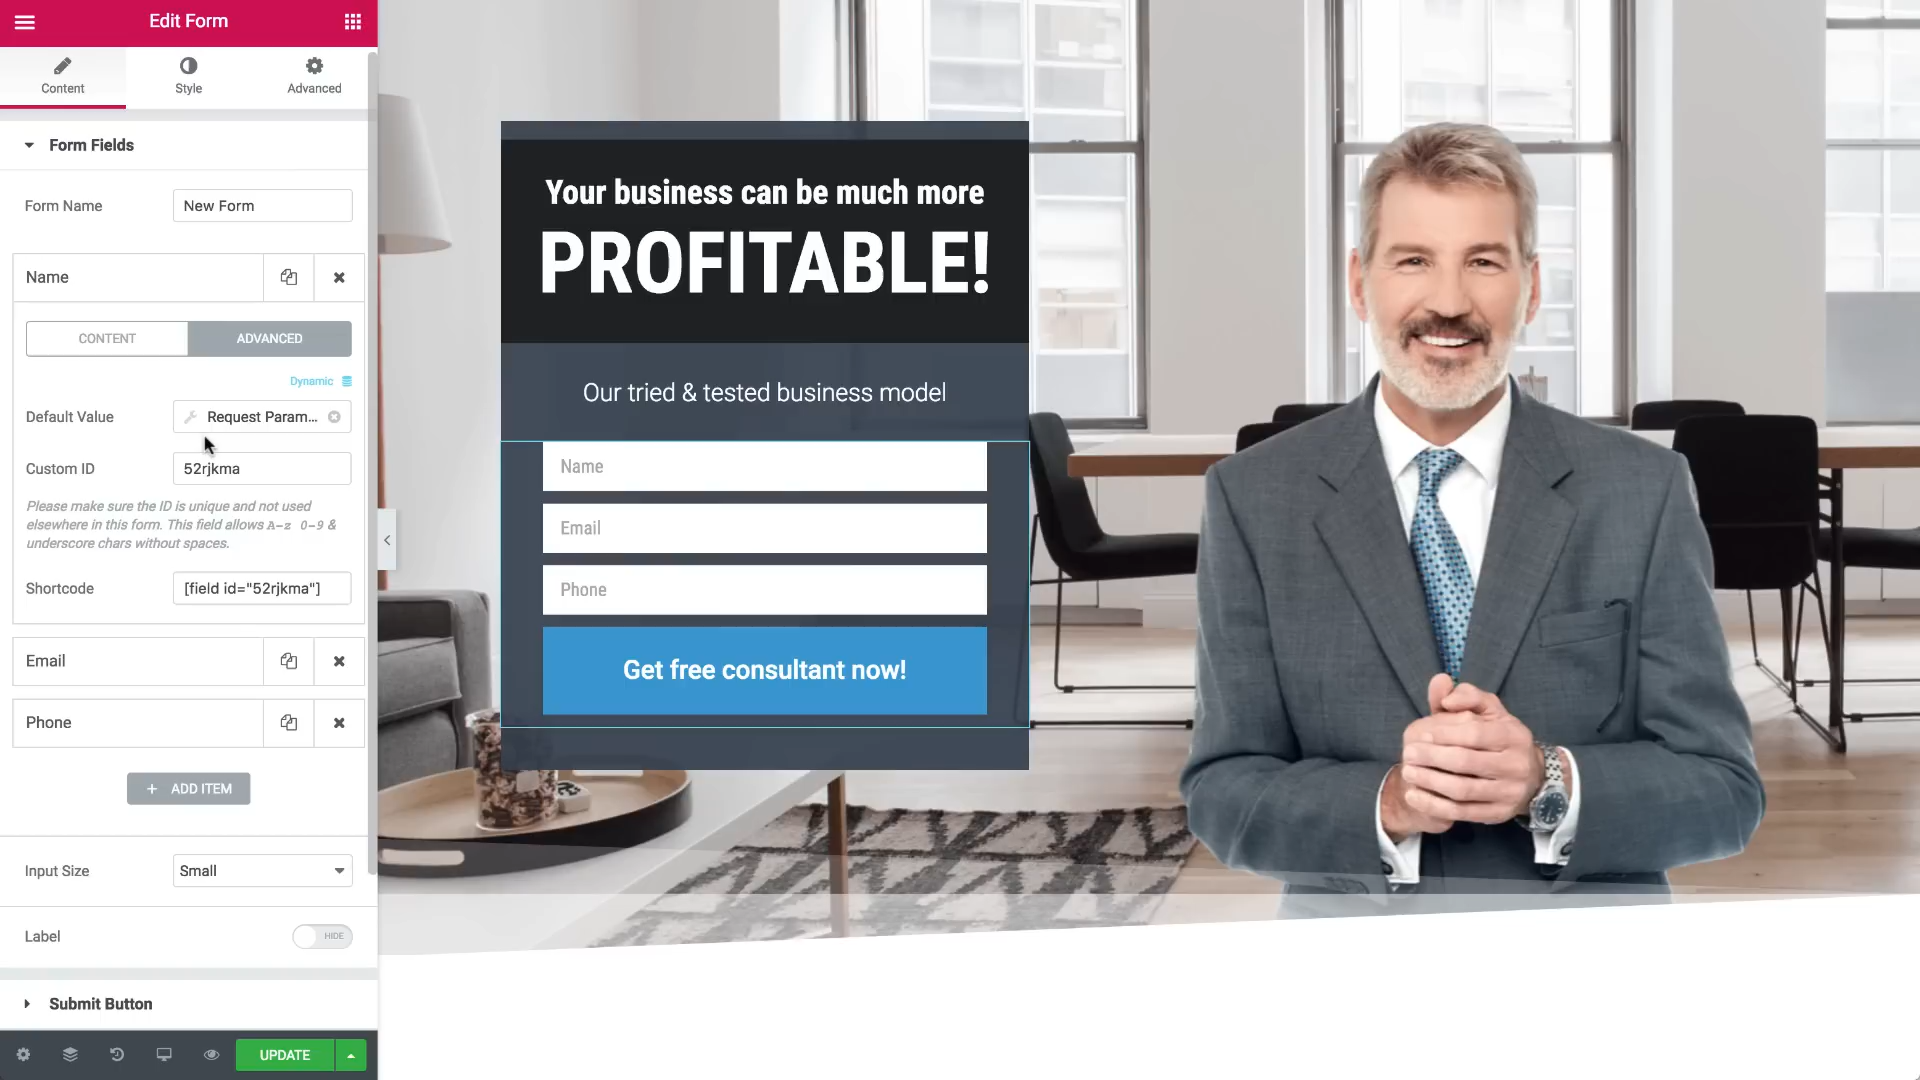 Edit Form
Content
Style
Advanced
Form Fields
Form Name
New Form
Name
CONTENT
ADVANCED
Dynamic
Default Value
Request Param...
Custom ID
52rjkma
Please make sure the ID is unique and not used
elsewhere in this form. This field allows A-z 0-9 &
underscore chars without spaces.
Shortcode
[field id="52rjkma"]
Email
Phone
+ ADD ITEM
Input Size
Small
Label
HIDE
Submit Button
UPDATE
Your business can be much more
PROFITABLE!
Our tried & tested business model
Name
Email
Phone
Get free consultant now!